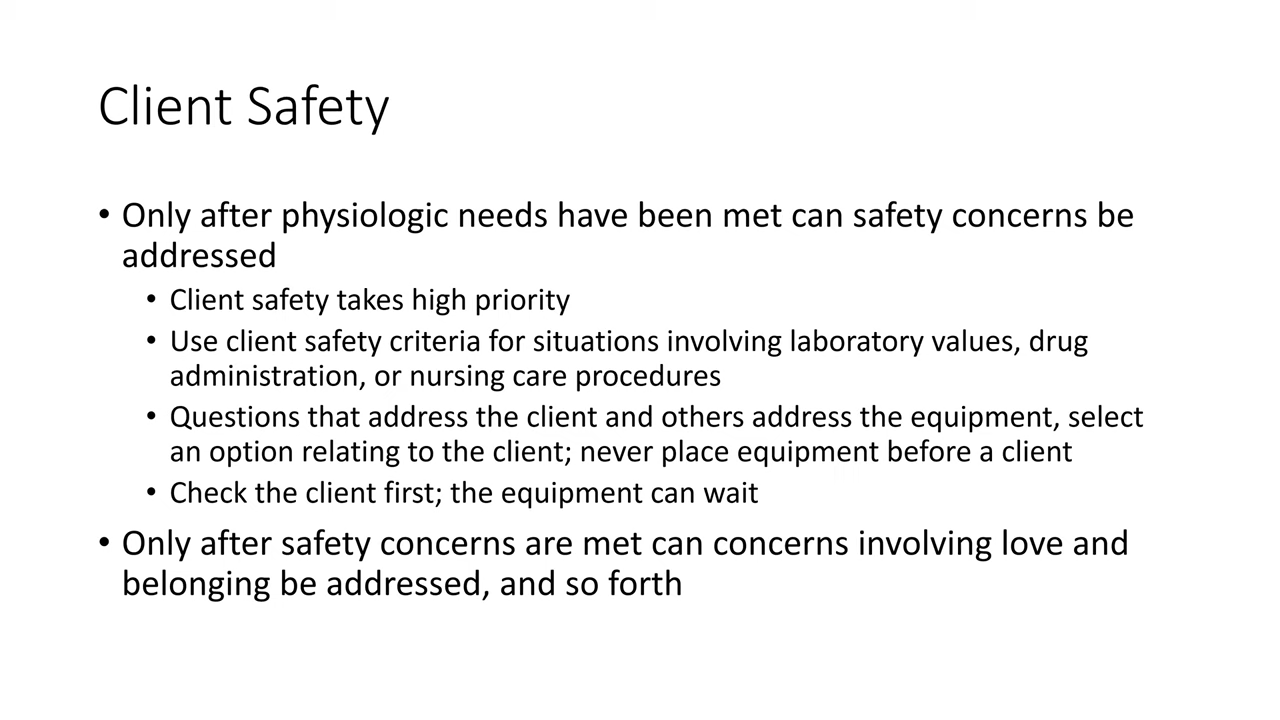 Client Safety
• Only after physiologic needs have been met can safety concerns be
addressed
• Client safety takes high priority
• Use client safety criteria for situations involving laboratory values, drug
administration, or nursing care procedures
• Questions that address the client and others address the equipment, select
an option relating to the client; never place equipment before a client
• Check the client first; the equipment can wait
• Only after safety concerns are met can concerns involving love and
belonging be addressed, and so forth